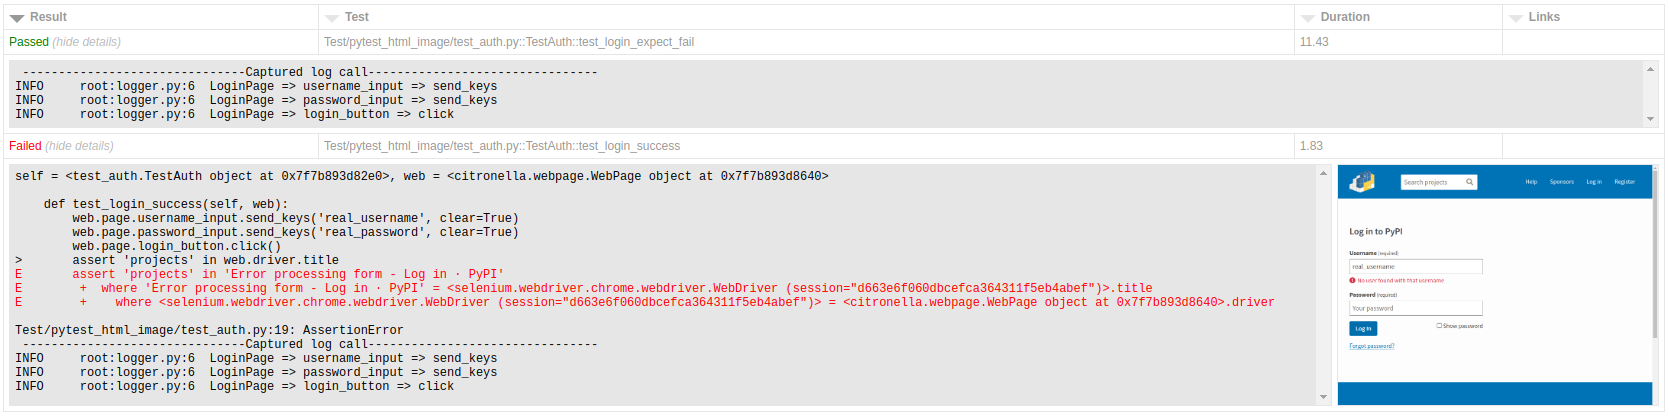 Result Test Duration Links
Passed (hide details) Test/pytest_html_image/test_auth.py::TestAuth::test_login_expect_fail 11.43
-------------------------------Captured log call--------------------------------
INFO     root:logger.py:6  LoginPage => username_input => send_keys
INFO     root:logger.py:6  LoginPage => password_input => send_keys
INFO     root:logger.py:6  LoginPage => login_button => click
Failed (hide details) Test/pytest_html_image/test_auth.py::TestAuth::test_login_success 1.83
self = <test_auth.TestAuth object at 0x7f7b893d82e0>, web = <citronella.webpage.WebPage object at 0x7f7b893d8640>
    def test_login_success(self, web):
        web.page.username_input.send_keys('real_username', clear=True)
        web.page.password_input.send_keys('real_password', clear=True)
        web.page.login_button.click()
>       assert 'projects' in web.driver.title
E       assert 'projects' in 'Error processing form - Log in · PyPI'
E        +  where 'Error processing form - Log in · PyPI' = <selenium.webdriver.chrome.webdriver.WebDriver (session="d663e6f060dbcefca364311f5eb4abef")>.title
E        +    where <selenium.webdriver.chrome.webdriver.WebDriver (session="d663e6f060dbcefca364311f5eb4abef")> = <citronella.webpage.WebPage object at 0x7f7b893d8640>.driver
Test/pytest_html_image/test_auth.py:19: AssertionError
-------------------------------Captured log call--------------------------------
INFO     root:logger.py:6  LoginPage => username_input => send_keys
INFO     root:logger.py:6  LoginPage => password_input => send_keys
INFO     root:logger.py:6  LoginPage => login_button => click
Search projects Help Sponsors Log in Register
Log in to PyPI
Username (required)
real_username
No user found with that username
Password (required)
Your password
Log in Show password
Forgot password?